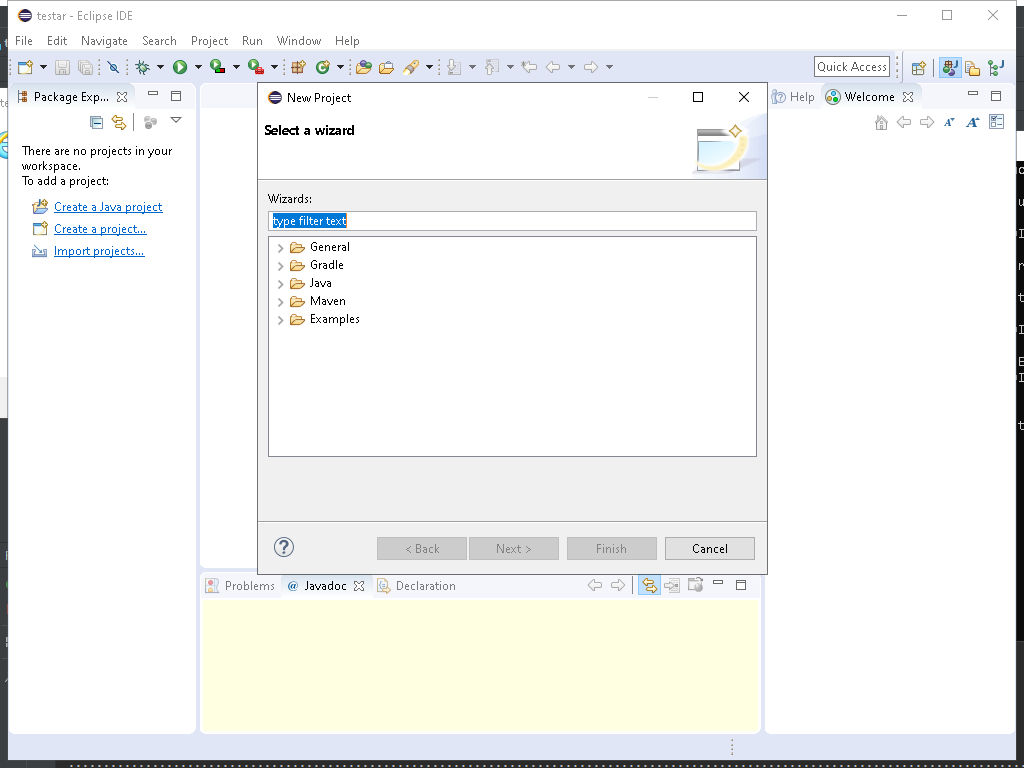 testar - Eclipse IDE
File Edit Navigate Search Project Run Window Help
Quick Access
Package Exp...
Help
Welcome
There are no projects in your
workspace.
To add a project:
Create a Java project
Create a project...
Import projects...
New Project
Select a wizard
Wizards:
type filter text
General
Gradle
Java
Maven
Examples
< Back
Next >
Finish
Cancel
Problems
@ Javadoc
Declaration